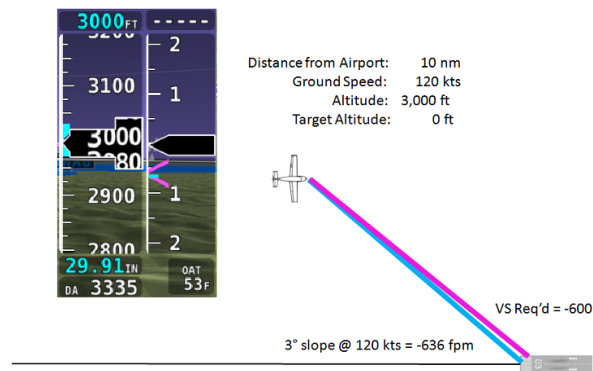 3000FT -----
3200 2
3100 1
3000
2980
2900 1
2800 2
29.91IN OAT
DA 3335 53F
Distance from Airport: 10 nm
Ground Speed: 120 kts
Altitude: 3,000 ft
Target Altitude: 0 ft
VS Req'd = -600
3° slope @ 120 kts = -636 fpm
03